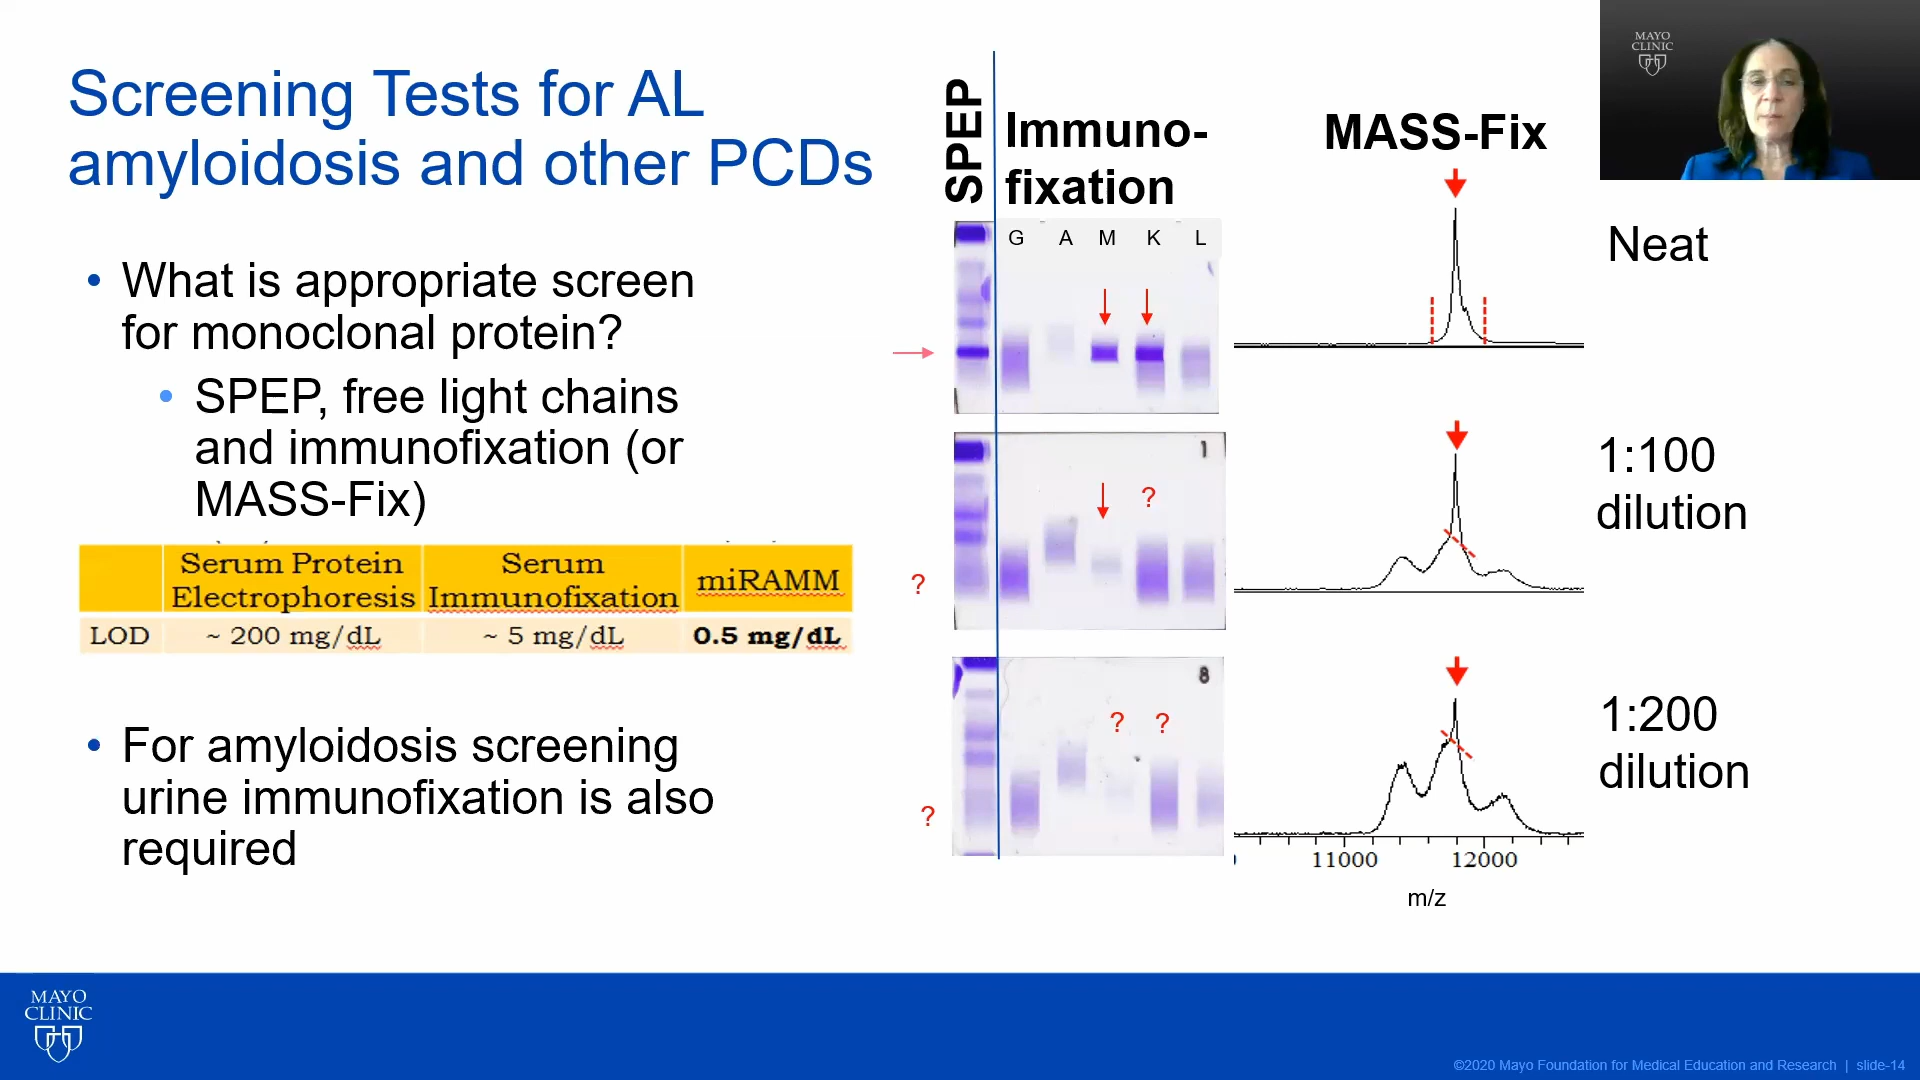 Screening Tests for AL
amyloidosis and other PCDs
• What is appropriate screen
for monoclonal protein?
• SPEP, free light chains
and immunofixation (or
MASS-Fix)
Serum Protein Electrophoresis Serum Immunofixation miRAMM
LOD ~ 200 mg/dL ~ 5 mg/dL 0.5 mg/dL
• For amyloidosis screening
urine immunofixation is also
required
SPEP
Immuno-
fixation
MASS-Fix
G A M K L
Neat
1
?
?
1:100
dilution
8
? ?
?
1:200
dilution
11000 12000
m/z
MAYO
CLINIC
MAYO
CLINIC
©2020 Mayo Foundation for Medical Education and Research | slide-14